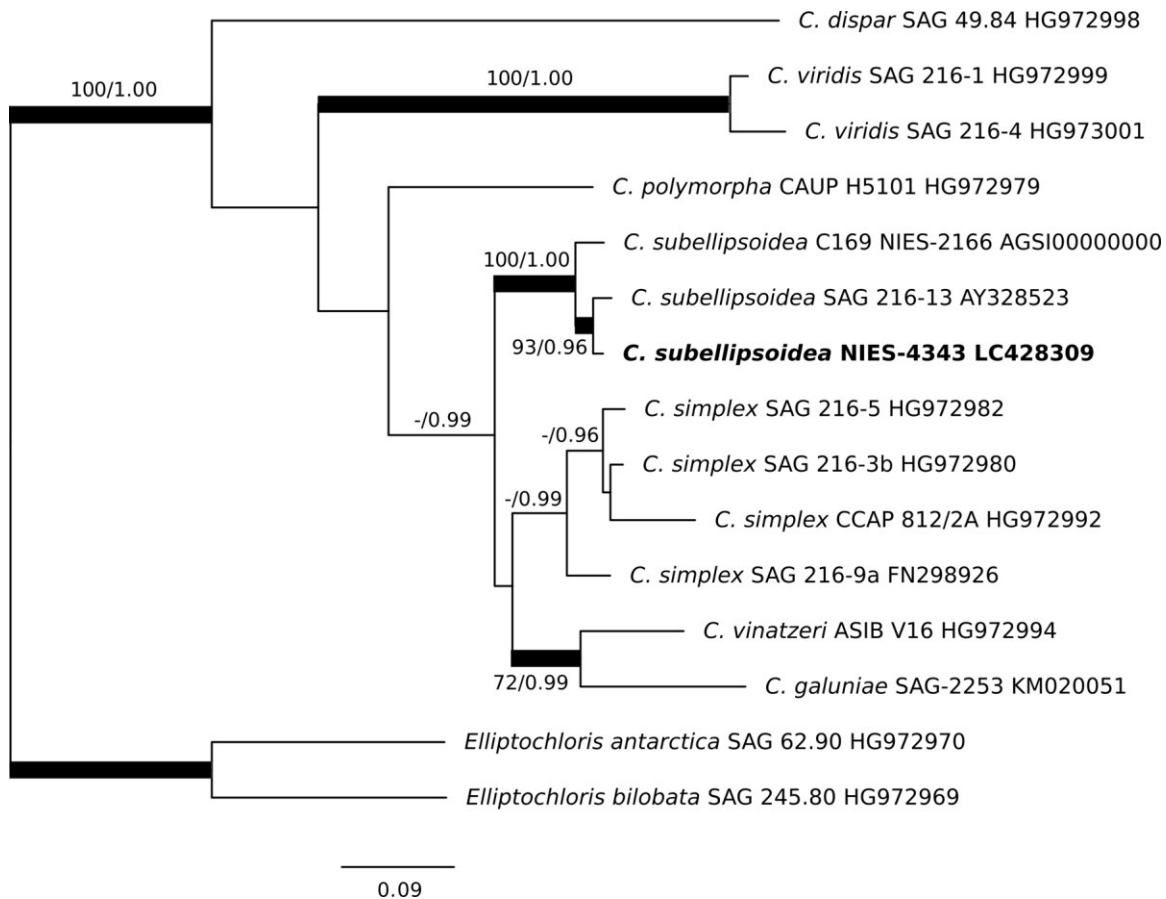 C. dispar SAG 49.84 HG972998
100/1.00
100/1.00
C. viridis SAG 216-1 HG972999
C. viridis SAG 216-4 HG973001
C. polymorpha CAUP H5101 HG972979
C. subellipsoidea C169 NIES-2166 AGSI00000000
100/1.00
C. subellipsoidea SAG 216-13 AY328523
93/0.96
C. subellipsoidea NIES-4343 LC428309
C. simplex SAG 216-5 HG972982
-/0.99
-/0.96
C. simplex SAG 216-3b HG972980
-/0.99
C. simplex CCAP 812/2A HG972992
C. simplex SAG 216-9a FN298926
C. vinatzeri ASIB V16 HG972994
72/0.99
C. galuniae SAG-2253 KM020051
Elliptochloris antarctica SAG 62.90 HG972970
Elliptochloris bilobata SAG 245.80 HG972969
0.09